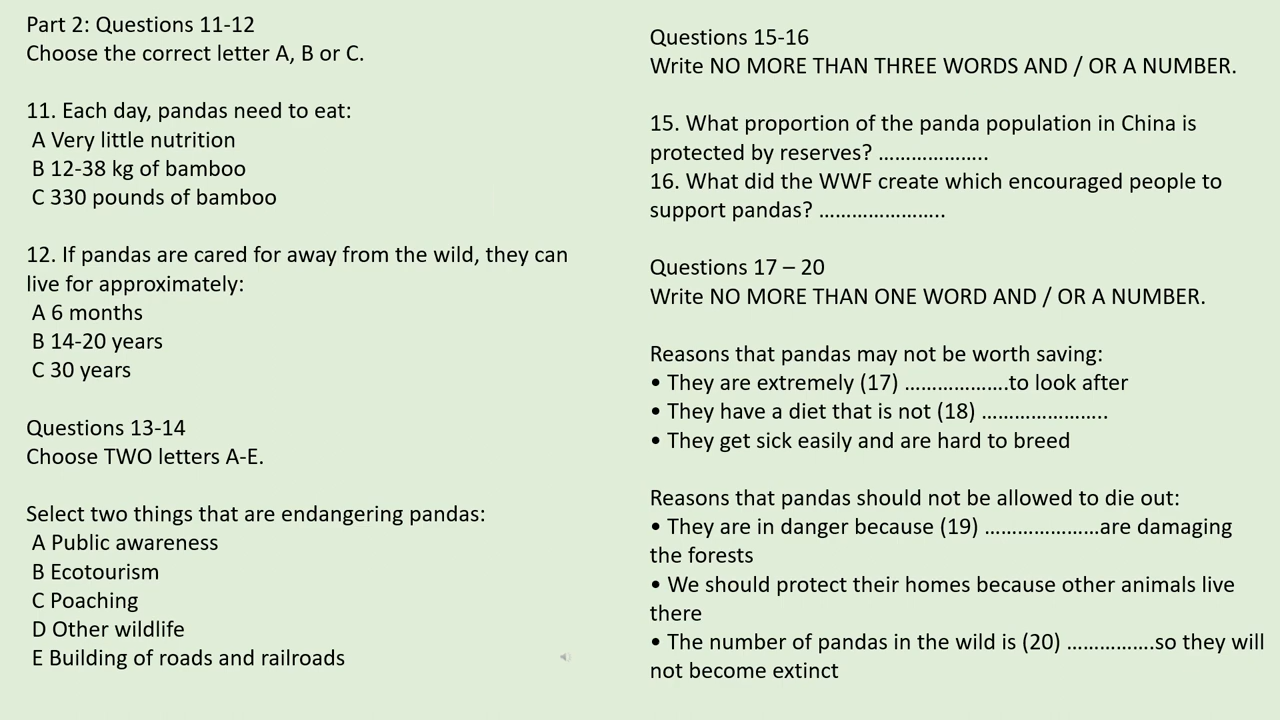 Part 2: Questions 11-12
Choose the correct letter A, B or C.
11. Each day, pandas need to eat:
A Very little nutrition
B 12-38 kg of bamboo
C 330 pounds of bamboo
12. If pandas are cared for away from the wild, they can
live for approximately:
A 6 months
B 14-20 years
C 30 years
Questions 13-14
Choose TWO letters A-E.
Select two things that are endangering pandas:
A Public awareness
B Ecotourism
C Poaching
D Other wildlife
E Building of roads and railroads
Questions 15-16
Write NO MORE THAN THREE WORDS AND / OR A NUMBER.
15. What proportion of the panda population in China is
protected by reserves? ………………..
16. What did the WWF create which encouraged people to
support pandas? …………………..
Questions 17 – 20
Write NO MORE THAN ONE WORD AND / OR A NUMBER.
Reasons that pandas may not be worth saving:
• They are extremely (17) ……………….to look after
• They have a diet that is not (18) …………………..
• They get sick easily and are hard to breed
Reasons that pandas should not be allowed to die out:
• They are in danger because (19) …………………are damaging
the forests
• We should protect their homes because other animals live
there
• The number of pandas in the wild is (20) …………….so they will
not become extinct